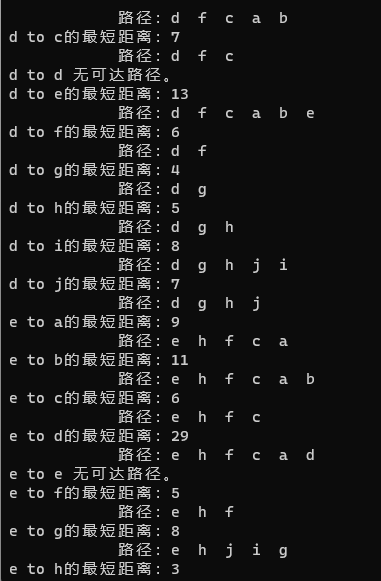 路径: d  f  c  a  b
d to c的最短距离: 7
路径: d  f  c
d to d 无可达路径。
d to e的最短距离: 13
路径: d  f  c  a  b  e
d to f的最短距离: 6
路径: d  f
d to g的最短距离: 4
路径: d  g
d to h的最短距离: 5
路径: d  g  h
d to i的最短距离: 8
路径: d  g  h  j  i
d to j的最短距离: 7
路径: d  g  h  j
e to a的最短距离: 9
路径: e  h  f  c  a
e to b的最短距离: 11
路径: e  h  f  c  a  b
e to c的最短距离: 6
路径: e  h  f  c
e to d的最短距离: 29
路径: e  h  f  c  a  d
e to e 无可达路径。
e to f的最短距离: 5
路径: e  h  f
e to g的最短距离: 8
路径: e  h  j  i  g
e to h的最短距离: 3